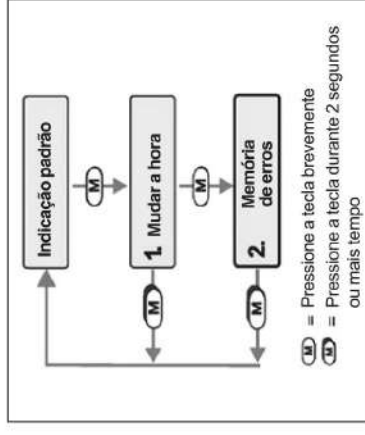 Indicação padrão
M
1. Mudar a hora
M
M
2. Memória
de erros
M
M = Pressione a tecla brevemente
M = Pressione a tecla durante 2 segundos
ou mais tempo